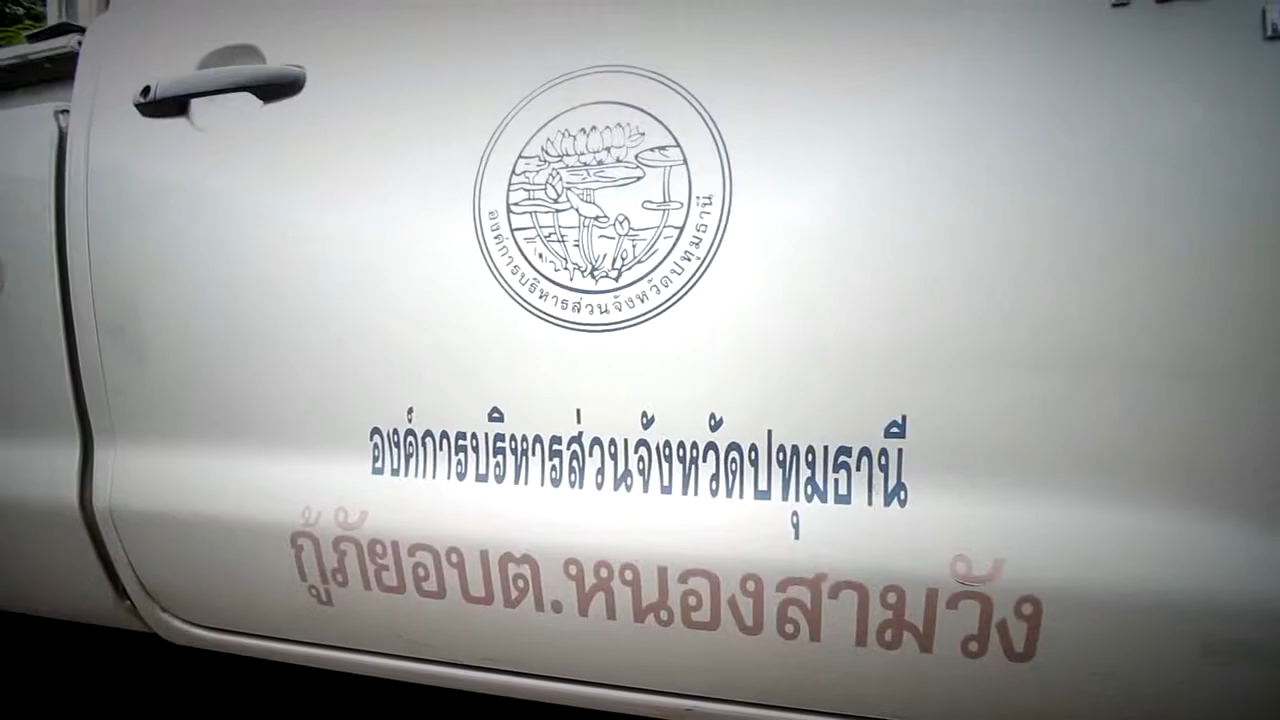 องค์การบริหารส่วนจังหวัดปทุมธานี
องค์การบริหารส่วนจังหวัดปทุมธานี
กู้ภัยอบต.หนองสามวัง